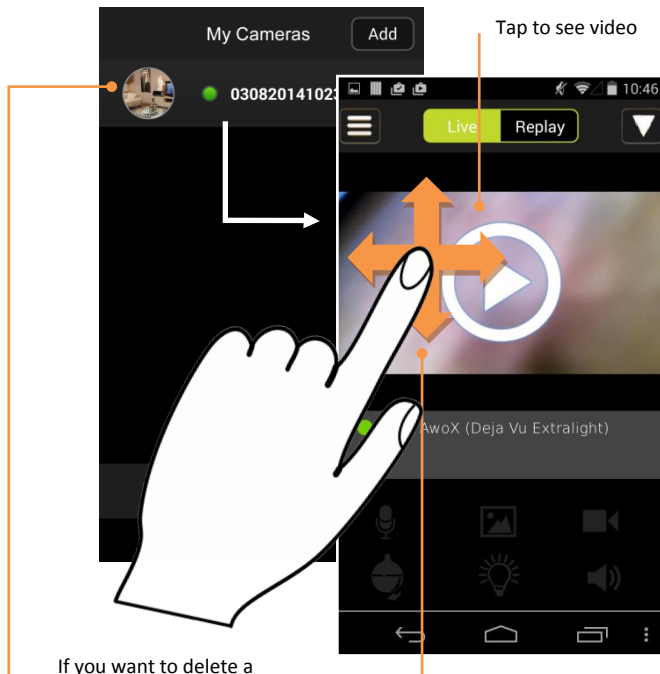 My Cameras Add
Tap to see video
10:46
Live Replay
AwoX (Deja Vu Extralight)
If you want to delete a